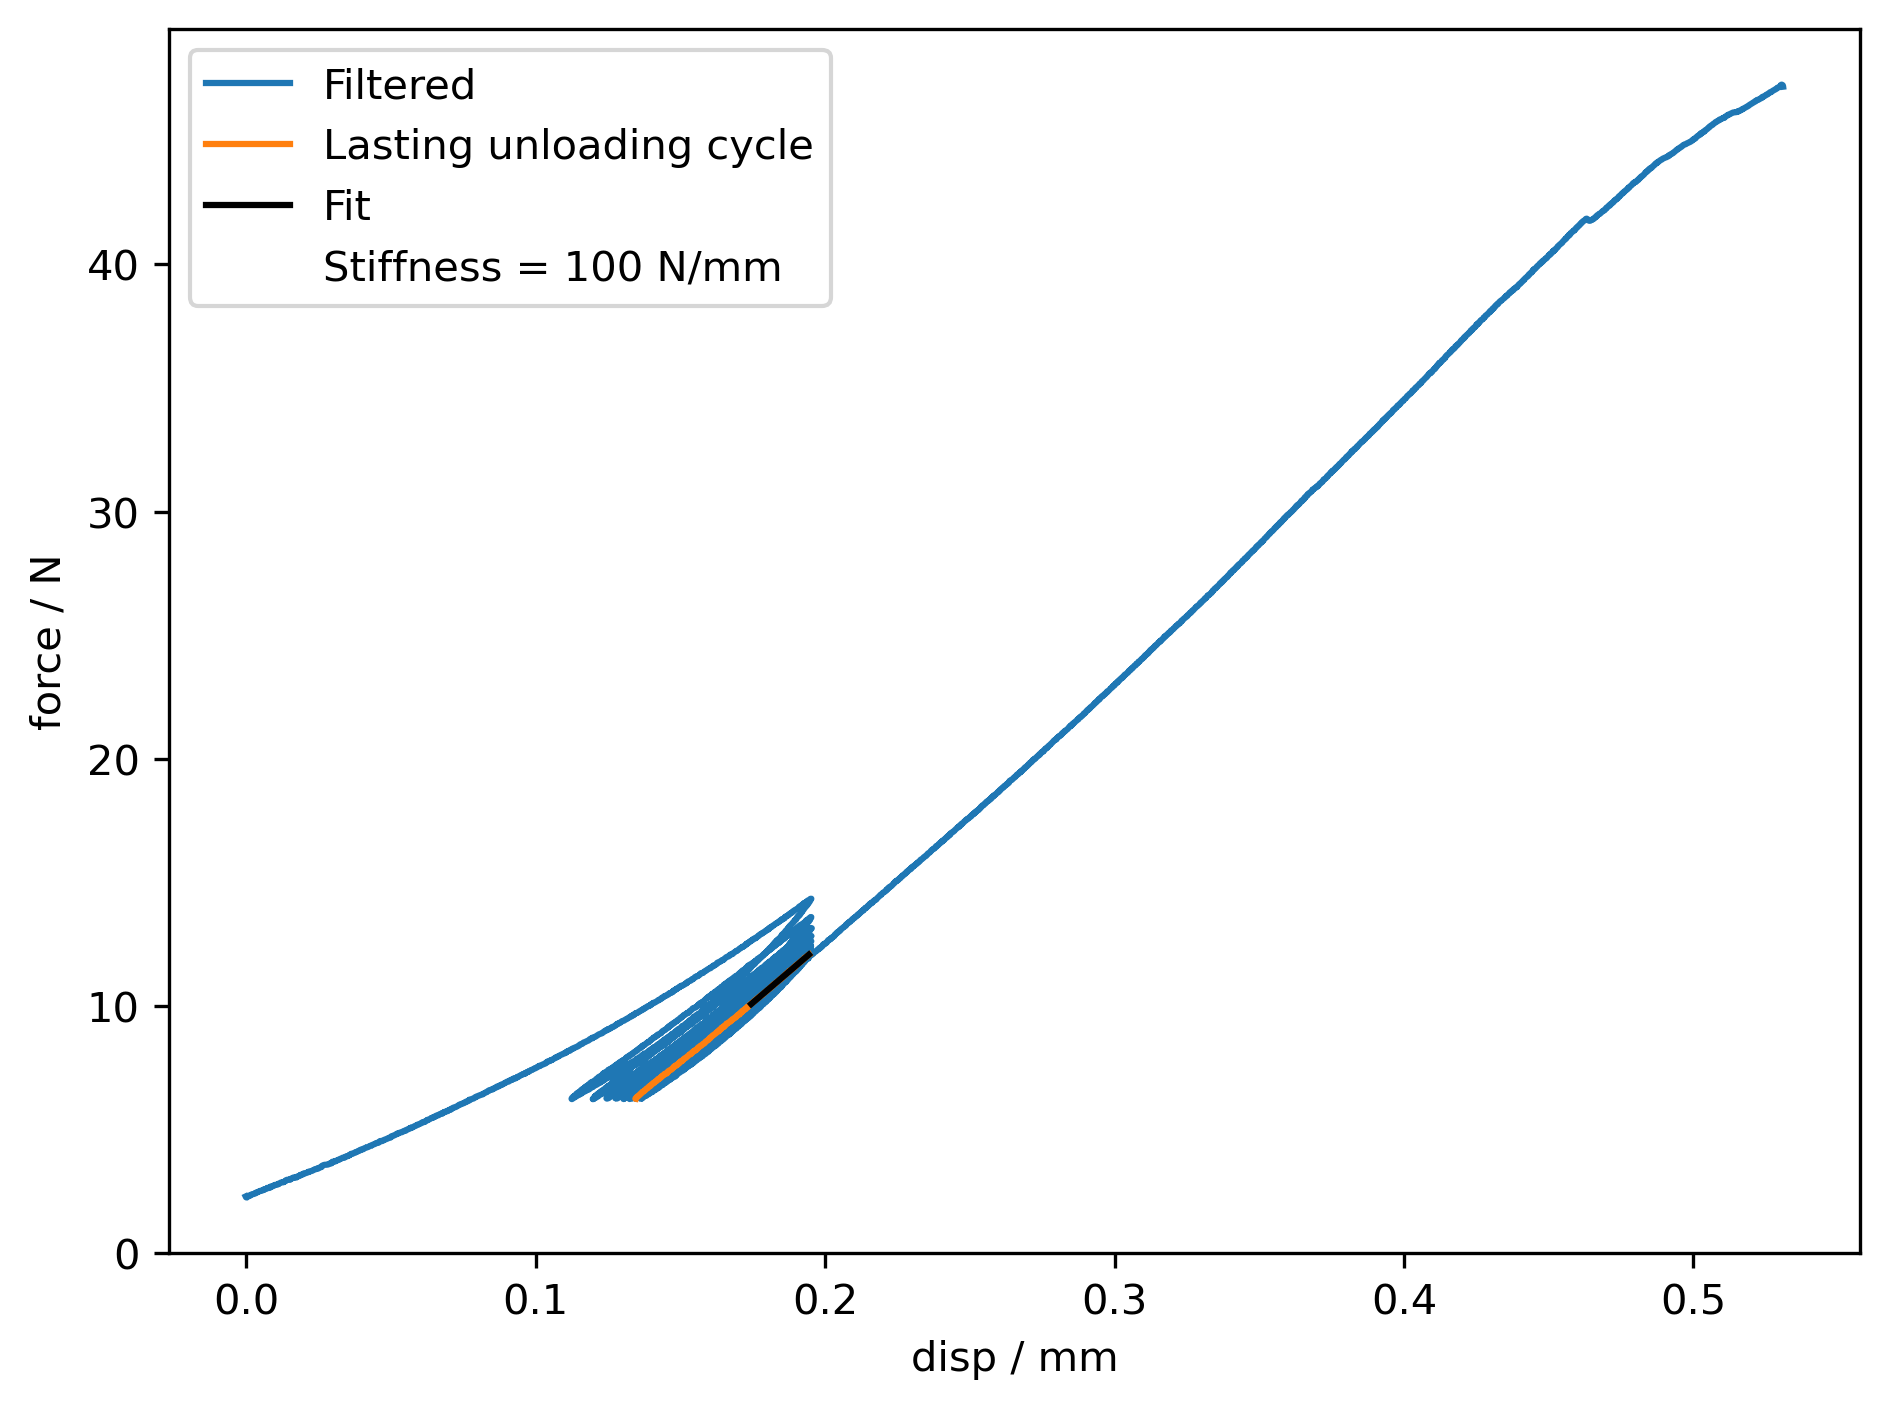 Filtered
Lasting unloading cycle
Fit
Stiffness = 100 N/mm
force / N
40
30
20
10
0
0.0 0.1 0.2 0.3 0.4 0.5
disp / mm